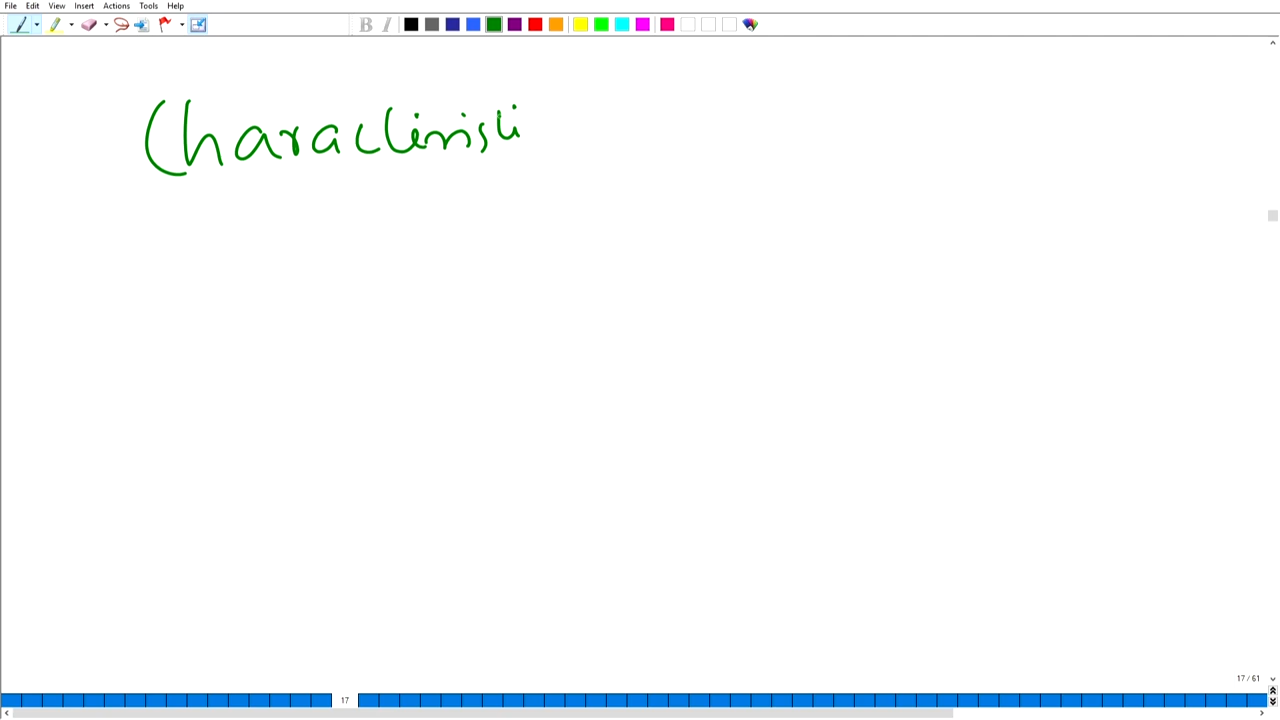 File Edit View Insert Actions Tools Help
B I
Characteristi
17 / 61
17